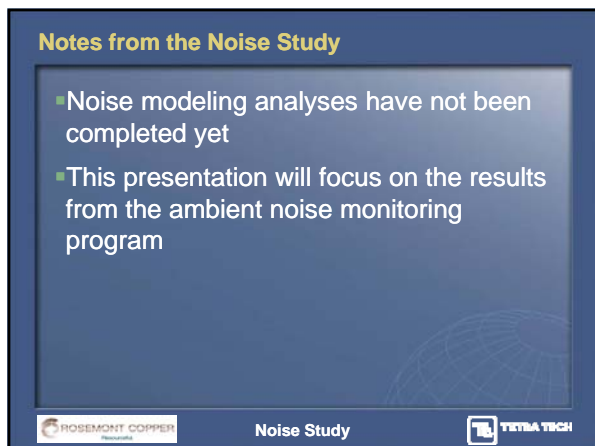 Notes from the Noise Study
▪Noise modeling analyses have not been
completed yet
▪This presentation will focus on the results
from the ambient noise monitoring
program
ROSEMONT COPPER
Resourceful.
Noise Study
TETRA TECH